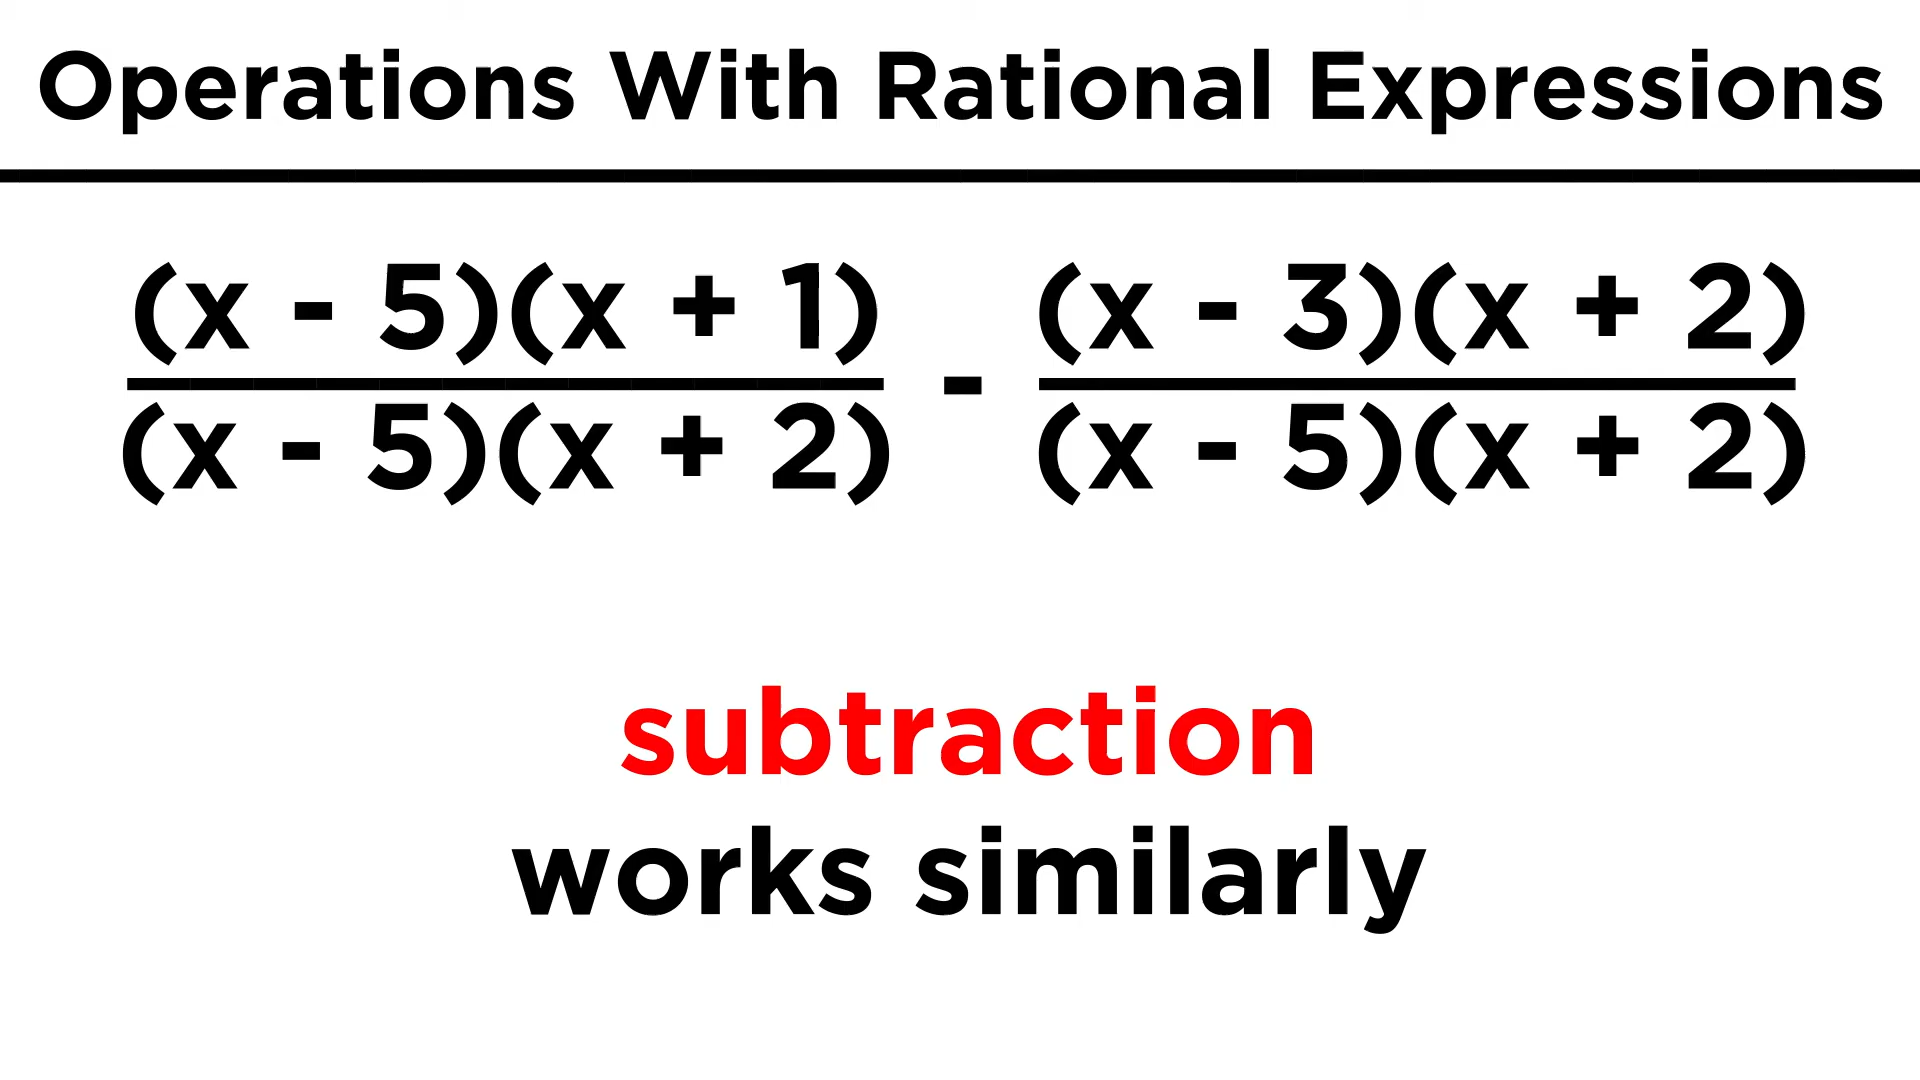 Operations With Rational Expressions
(x - 5)(x + 1) (x - 3)(x + 2)
-
(x - 5)(x + 2) (x - 5)(x + 2)
subtraction
works similarly